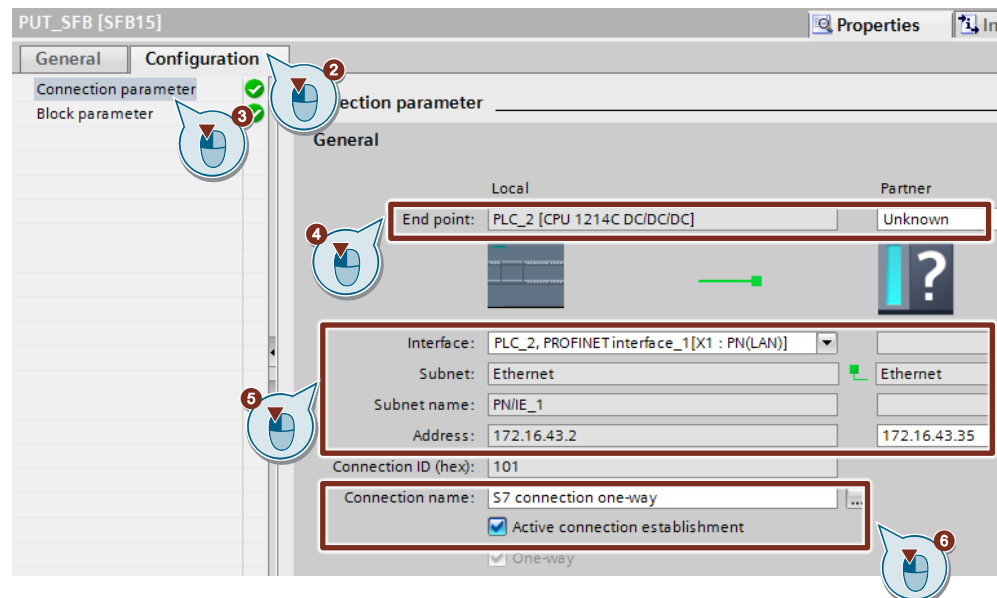 PUT_SFB [SFB15]
Properties
General
Configuration
2
Connection parameter
3
Block parameter
ection parameter
General
Local Partner
End point: PLC_2 [CPU 1214C DC/DC/DC] Unknown
4
?
Interface: PLC_2, PROFINET interface_1[X1 : PN(LAN)]
Subnet: Ethernet Ethernet
5
Subnet name: PN/IE_1
Address: 172.16.43.2 172.16.43.35
Connection ID (hex): 101
Connection name: S7 connection one-way ...
Active connection establishment
6
One-way